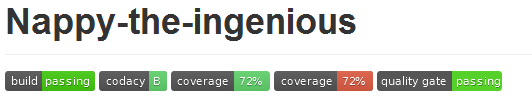 Nappy-the-ingenious
build passing codacy B coverage 72% coverage 72% quality gate passing